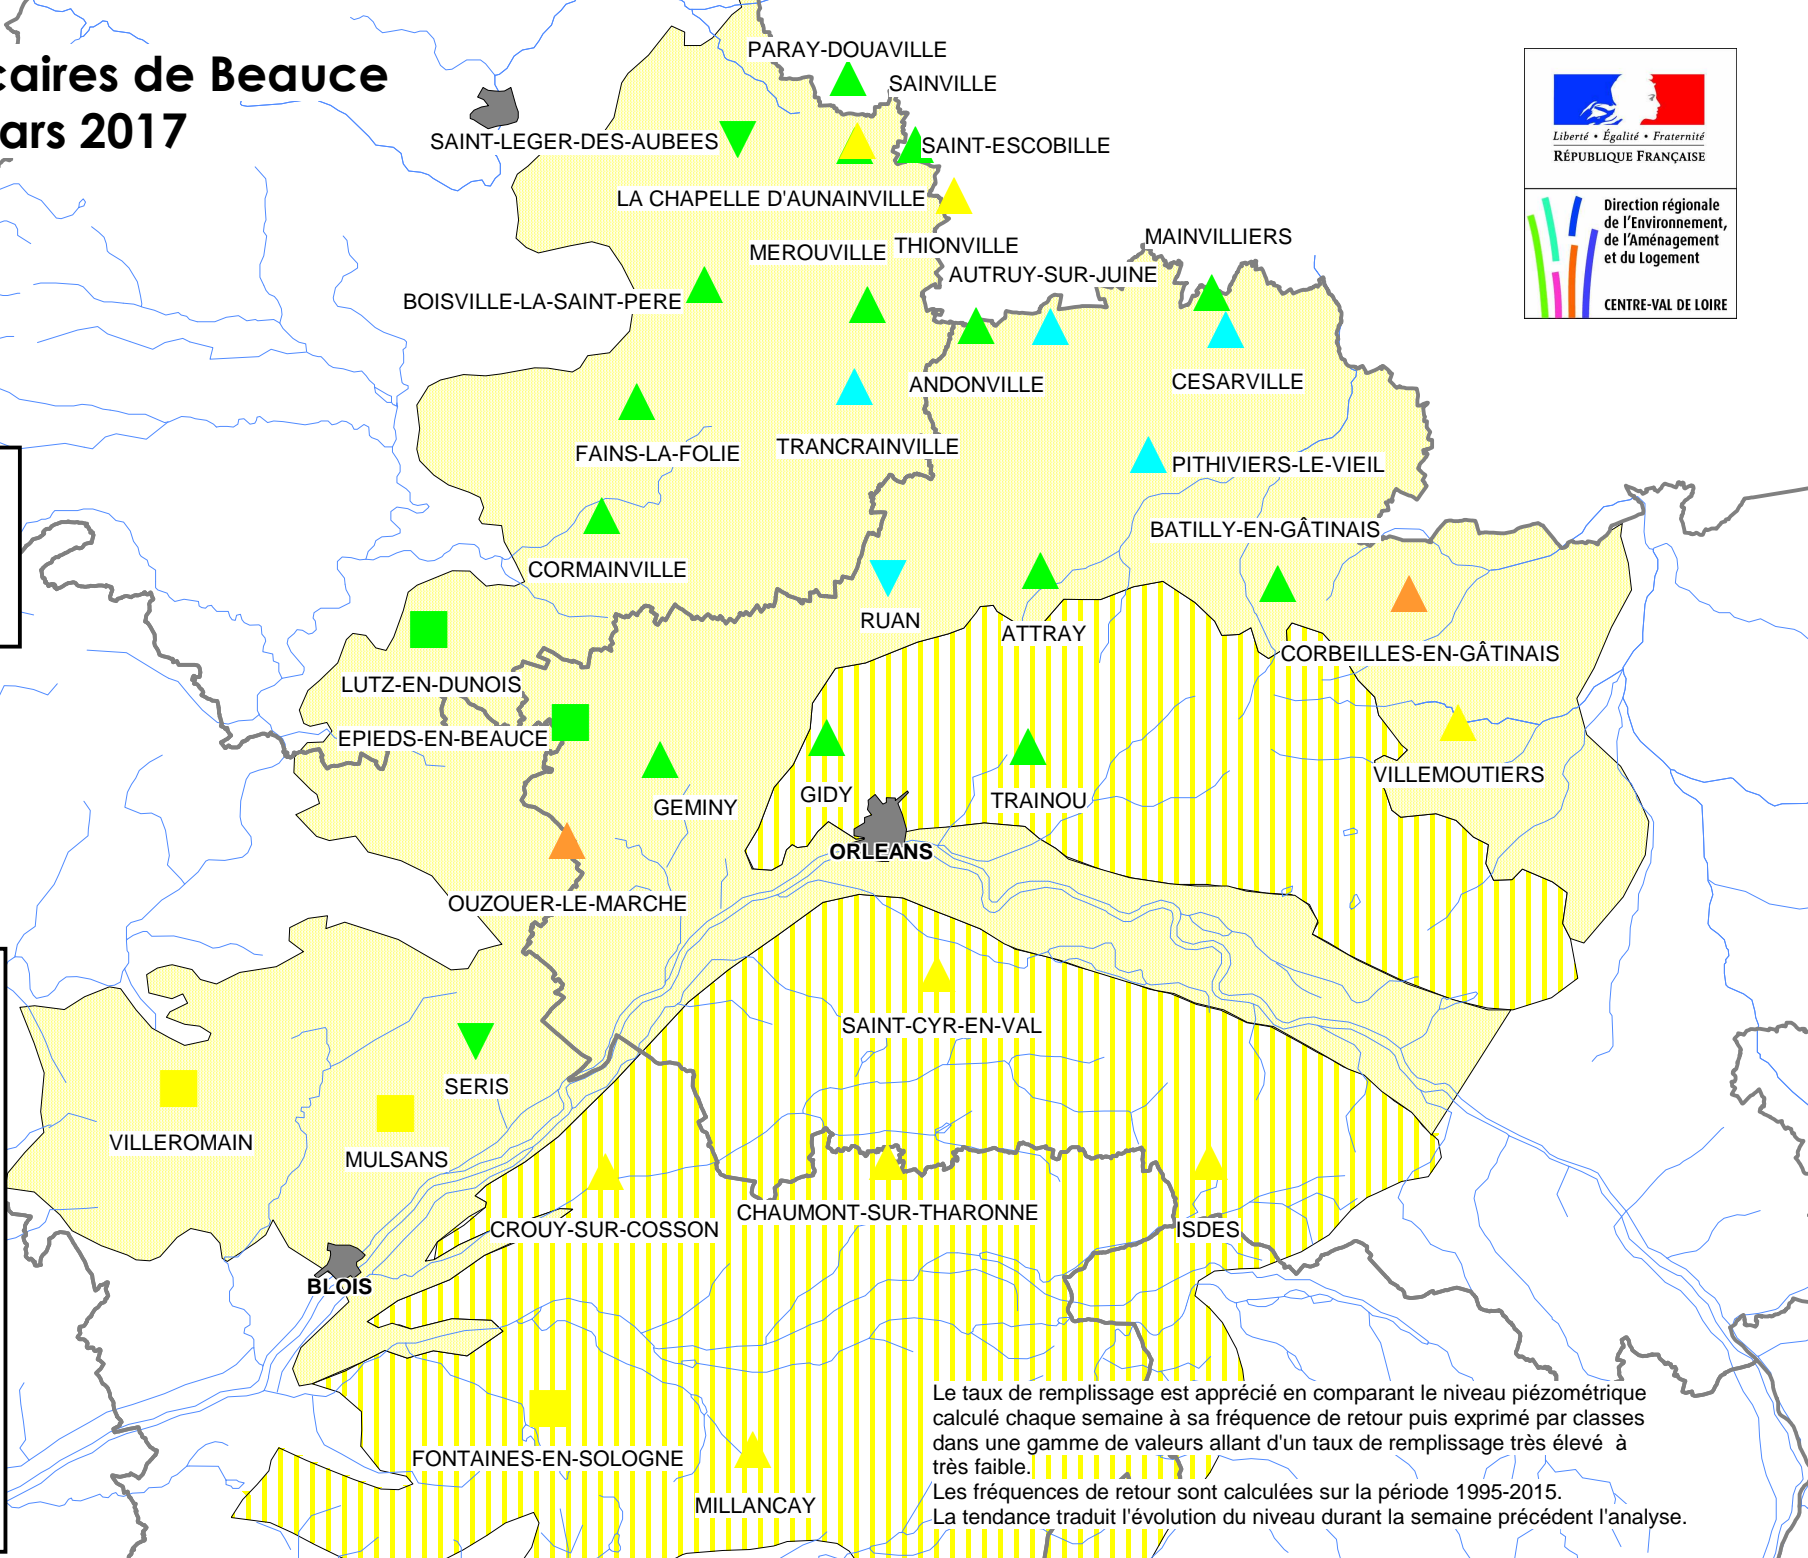 caires de Beauce
ars 2017
PARAY-DOUAVILLE
SAINVILLE
SAINT-LEGER-DES-AUBEES
SAINT-ESCOBILLE
LA CHAPELLE D'AUNAINVILLE
MEROUVILLE
THIONVILLE
MAINVILLIERS
AUTRUY-SUR-JUINE
BOISVILLE-LA-SAINT-PERE
ANDONVILLE
CESARVILLE
FAINS-LA-FOLIE
TRANCRAINVILLE
PITHIVIERS-LE-VIEIL
BATILLY-EN-GÂTINAIS
CORMAINVILLE
RUAN
ATTRAY
CORBEILLES-EN-GÂTINAIS
LUTZ-EN-DUNOIS
EPIEDS-EN-BEAUCE
GEMINY
GIDY
TRAINOU
VILLEMOUTIERS
ORLEANS
OUZOUER-LE-MARCHE
SAINT-CYR-EN-VAL
SERIS
VILLEROMAIN
MULSANS
CROUY-SUR-COSSON
CHAUMONT-SUR-THARONNE
ISDES
BLOIS
FONTAINES-EN-SOLOGNE
MILLANCAY
Liberté • Égalité • Fraternité
RÉPUBLIQUE FRANÇAISE
Direction régionale
de l'Environnement,
de l'Aménagement
et du Logement
CENTRE-VAL DE LOIRE
Le taux de remplissage est apprécié en comparant le niveau piézométrique
calculé chaque semaine à sa fréquence de retour puis exprimé par classes
dans une gamme de valeurs allant d'un taux de remplissage très élevé à
très faible.
Les fréquences de retour sont calculées sur la période 1995-2015.
La tendance traduit l'évolution du niveau durant la semaine précédent l'analyse.